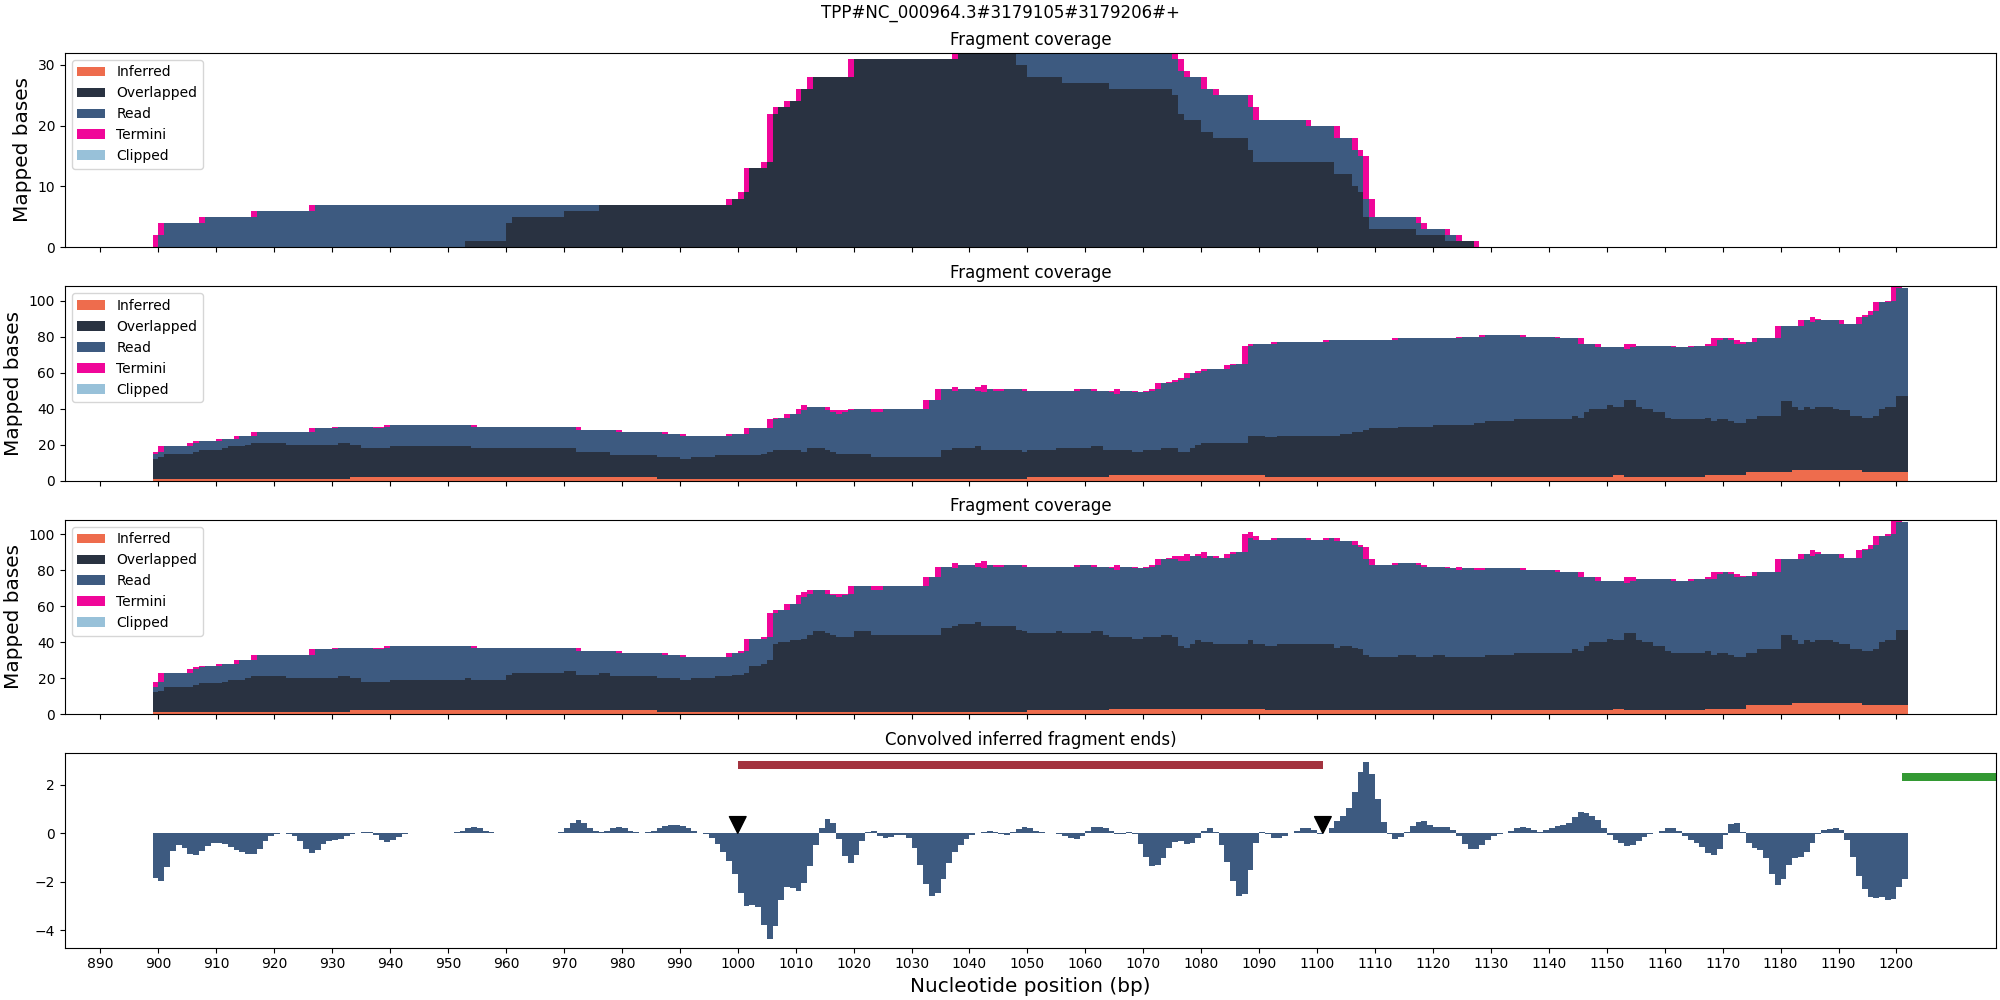 TPP#NC_000964.3#3179105#3179206#+
Fragment coverage
Mapped bases
30
20
10
0
Inferred
Overlapped
Read
Termini
Clipped
Fragment coverage
Mapped bases
100
80
60
40
20
0
Inferred
Overlapped
Read
Termini
Clipped
Fragment coverage
Mapped bases
100
80
60
40
20
0
Inferred
Overlapped
Read
Termini
Clipped
Convolved inferred fragment ends)
2
0
−2
−4
890 900 910 920 930 940 950 960 970 980 990 1000 1010 1020 1030 1040 1050 1060 1070 1080 1090 1100 1110 1120 1130 1140 1150 1160 1170 1180 1190 1200
Nucleotide position (bp)